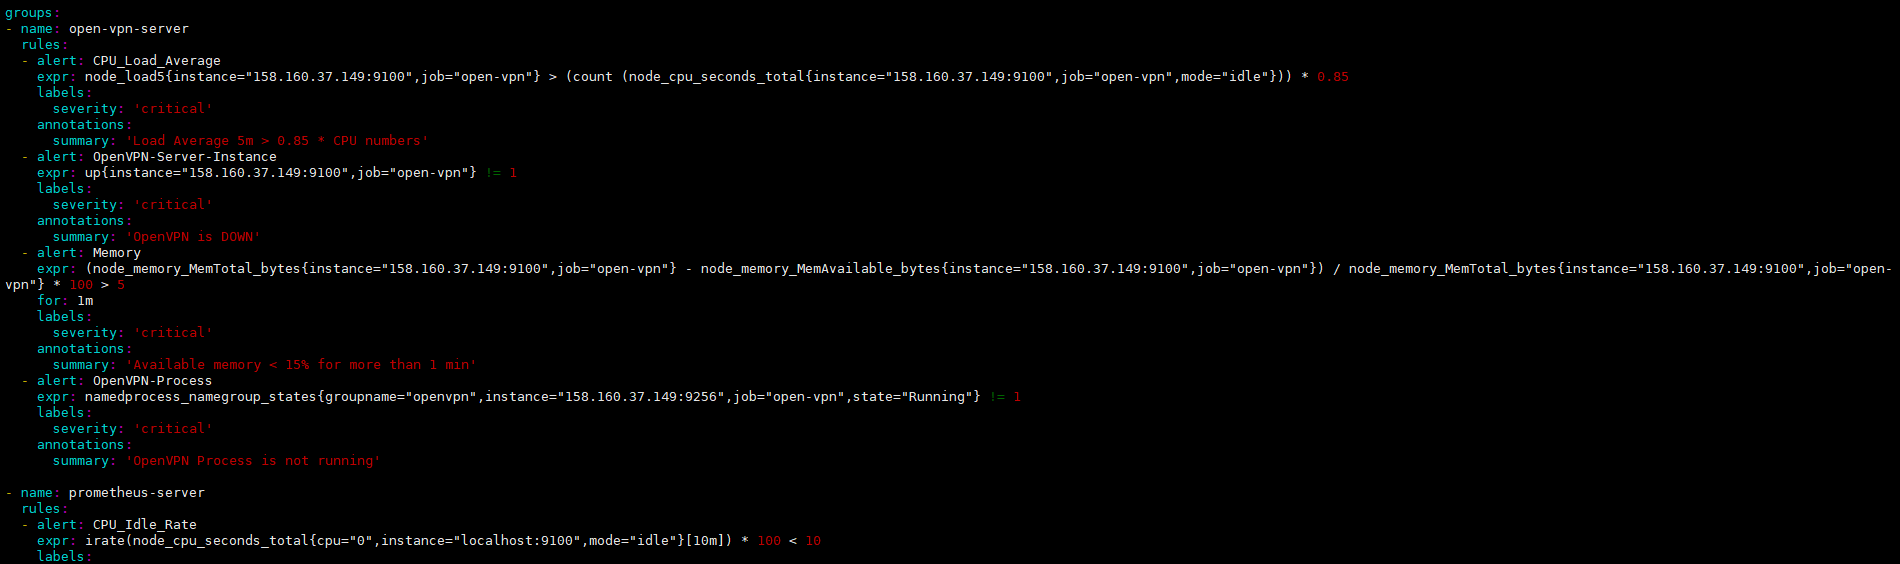 groups:
- name: open-vpn-server
  rules:
  - alert: CPU_Load_Average
    expr: node_load5{instance="158.160.37.149:9100",job="open-vpn"} > (count (node_cpu_seconds_total{instance="158.160.37.149:9100",job="open-vpn",mode="idle"})) * 0.85
    labels:
      severity: 'critical'
    annotations:
      summary: 'Load Average 5m > 0.85 * CPU numbers'
  - alert: OpenVPN-Server-Instance
    expr: up{instance="158.160.37.149:9100",job="open-vpn"} != 1
    labels:
      severity: 'critical'
    annotations:
      summary: 'OpenVPN is DOWN'
  - alert: Memory
    expr: (node_memory_MemTotal_bytes{instance="158.160.37.149:9100",job="open-vpn"} - node_memory_MemAvailable_bytes{instance="158.160.37.149:9100",job="open-vpn"}) / node_memory_MemTotal_bytes{instance="158.160.37.149:9100",job="open-
vpn"} * 100 > 5
    for: 1m
    labels:
      severity: 'critical'
    annotations:
      summary: 'Available memory < 15% for more than 1 min'
  - alert: OpenVPN-Process
    expr: namedprocess_namegroup_states{groupname="openvpn",instance="158.160.37.149:9256",job="open-vpn",state="Running"} != 1
    labels:
      severity: 'critical'
    annotations:
      summary: 'OpenVPN Process is not running'

- name: prometheus-server
  rules:
  - alert: CPU_Idle_Rate
    expr: irate(node_cpu_seconds_total{cpu="0",instance="localhost:9100",mode="idle"}[10m]) * 100 < 10
    labels: